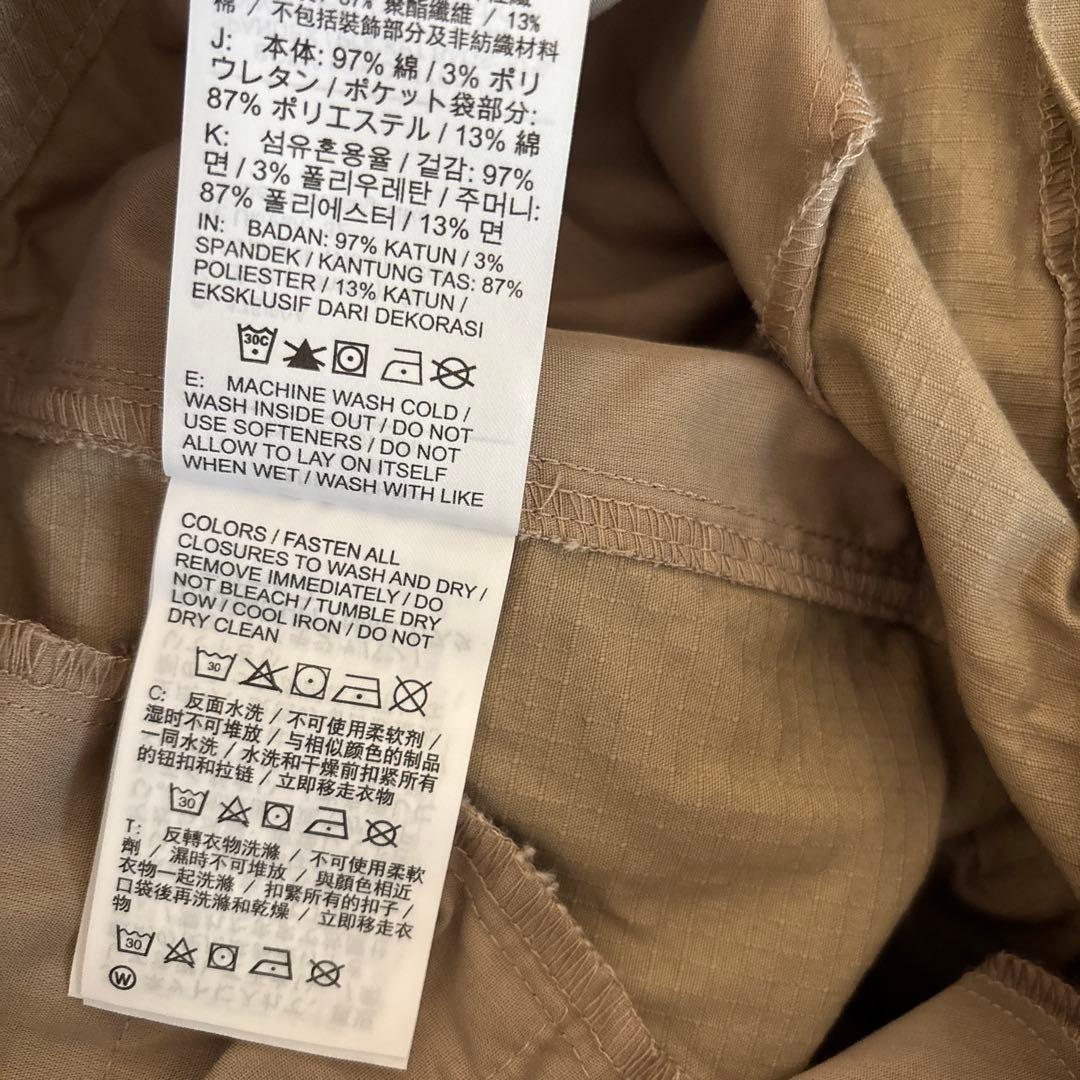 87% 聚酯纖維 / 13%
棉 / 不包括裝飾部分及非紡織材料
J: 本体: 97% 綿 / 3% ポリ
ウレタン / ポケット袋部分:
87% ポリエステル / 13% 綿
K: 섬유혼용율 / 겉감: 97%
면 / 3% 폴리우레탄 / 주머니:
87% 폴리에스터 / 13% 면
IN: BADAN: 97% KATUN / 3%
SPANDEK / KANTUNG TAS: 87%
POLIESTER / 13% KATUN /
EKSKLUSIF DARI DEKORASI
30C
E: MACHINE WASH COLD /
WASH INSIDE OUT / DO NOT
USE SOFTENERS / DO NOT
ALLOW TO LAY ON ITSELF
WHEN WET / WASH WITH LIKE
COLORS / FASTEN ALL
CLOSURES TO WASH AND DRY /
REMOVE IMMEDIATELY / DO
NOT BLEACH / TUMBLE DRY
LOW / COOL IRON / DO NOT
DRY CLEAN
30
C: 反面水洗 / 不可使用柔软剂 /
湿时不可堆放 / 与相似颜色的制品
一同水洗 / 水洗和干燥前扣紧所有
的钮扣和拉链 / 立即移走衣物
30
T: 反轉衣物洗滌 / 不可使用柔軟
劑 / 濕時不可堆放 / 與顏色相近
衣物一起洗滌 / 扣緊所有的扣子 /
口袋後再洗滌和乾燥 / 立即移走衣
物
30
W